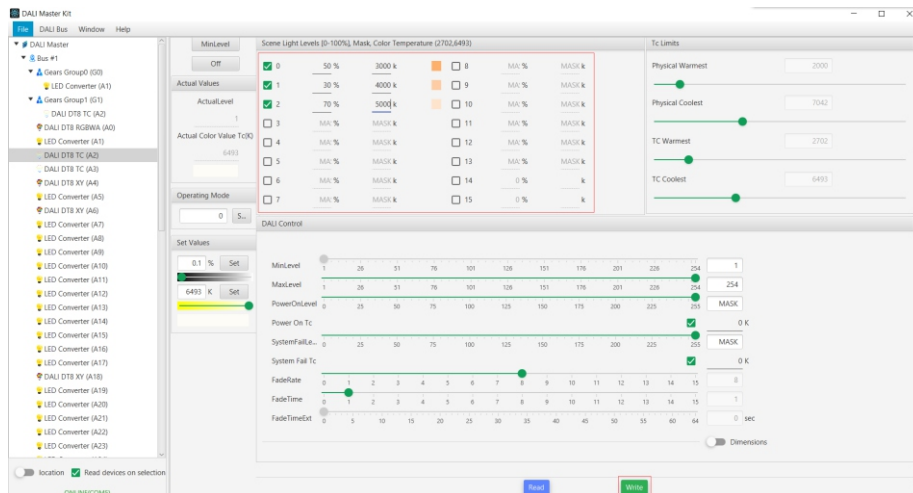 DALI Master Kit
File DALI Bus Window Help
DALI Master
Bus #1
Gears Group0 (G0)
LED Converter (A1)
Gears Group1 (G1)
DALI DT8 TC (A2)
DALI DT8 RGBWA (A0)
LED Converter (A1)
DALI DT8 TC (A2)
DALI DT8 TC (A3)
DALI DT8 XY (A4)
LED Converter (A5)
DALI DT8 XY (A6)
LED Converter (A7)
LED Converter (A8)
LED Converter (A9)
LED Converter (A10)
LED Converter (A11)
LED Converter (A12)
LED Converter (A13)
LED Converter (A14)
LED Converter (A15)
LED Converter (A16)
LED Converter (A17)
DALI DT8 XY (A18)
LED Converter (A19)
LED Converter (A20)
LED Converter (A21)
LED Converter (A22)
LED Converter (A23)
location Read devices on selection
MinLevel
Off
Actual Values
ActualLevel
1
Actual Color Value Tc(K)
6493
Operating Mode
0 S...
Set Values
0.1 % Set
6493 K Set
Scene Light Levels [0-100%], Mask, Color Temperature (2702,6493)
0 50 % 3000 k 8 MA % MASK k
1 30 % 4000 k 9 MA % MASK k
2 70 % 5000 k 10 MA % MASK k
3 MA % MASK k 11 MA % MASK k
4 MA % MASK k 12 MA % MASK k
5 MA % MASK k 13 MA % MASK k
6 MA % MASK k 14 0 % k
7 MA % MASK k 15 0 % k
Tc Limits
Physical Warmest 2000
Physical Coolest 7042
TC Warmest 2702
TC Coolest 6493
DALI Control
MinLevel 1 26 51 76 101 126 151 176 201 226 254 1
MaxLevel 1 26 51 76 101 126 151 176 201 226 254 254
PowerOnLevel 0 25 50 75 100 125 150 175 200 225 255 MASK
Power On Tc 0 K
SystemFailLe... 0 25 50 75 100 125 150 175 200 225 255 MASK
System Fail Tc 0 K
FadeRate 0 1 2 3 4 5 6 7 8 9 10 11 12 13 14 15 8
FadeTime 0 1 2 3 4 5 6 7 8 9 10 11 12 13 14 15 1
FadeTimeExt 0 5 10 15 20 25 30 35 40 45 50 55 60 64 0 sec
Dimensions
Read Write